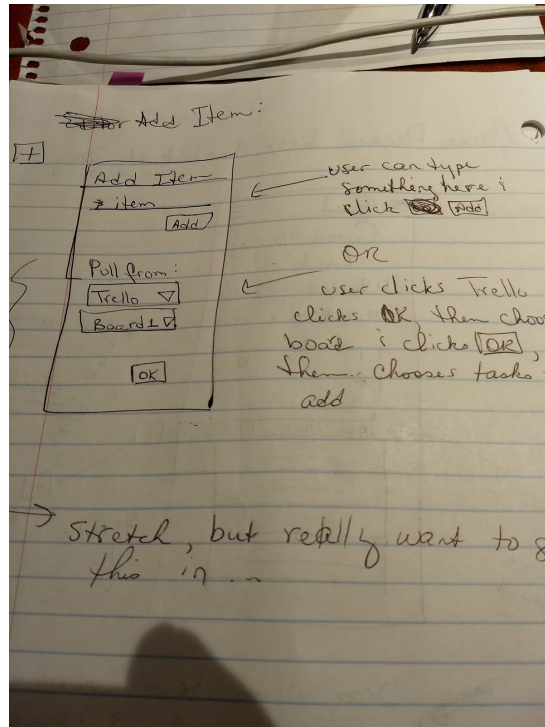 Add Item:
+
Add Item
item
Add
Pull from:
Trello
Board1
OK
user can type
something here &
click Add
OR
user clicks Trello
clicks OK, then choos
board & clicks OK,
then chooses tasks
add
Stretch, but really want to
this in...